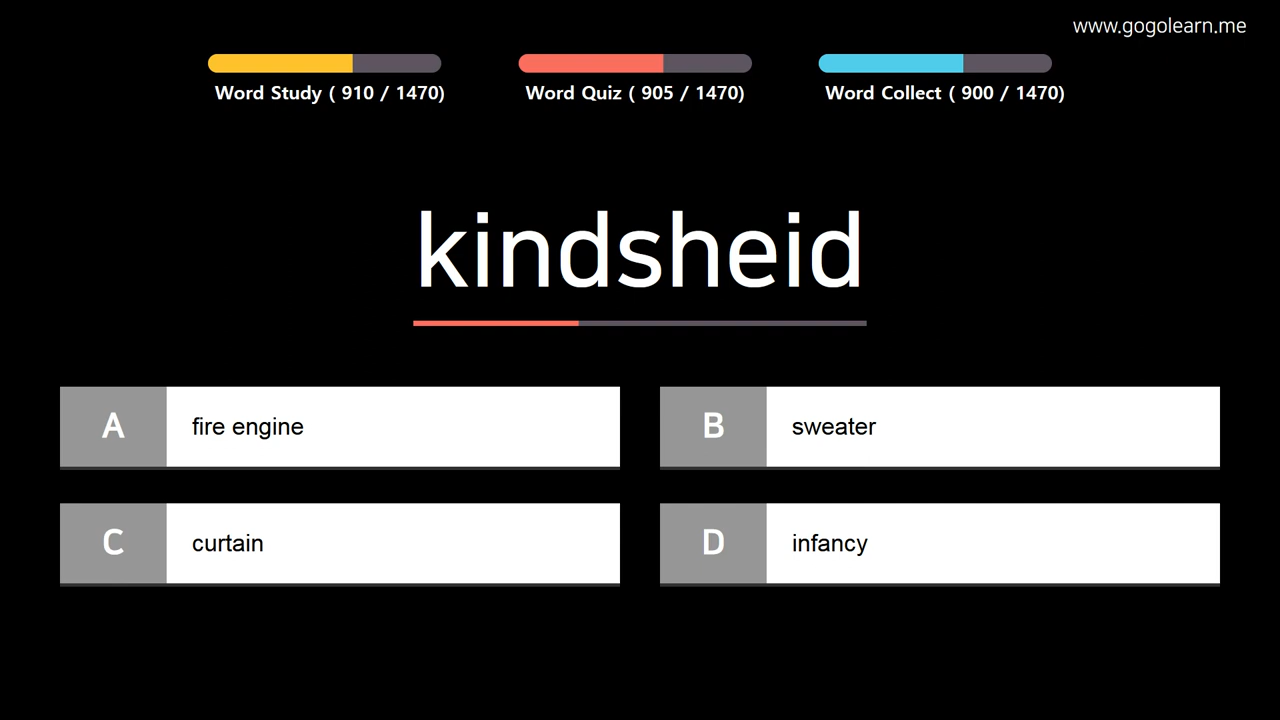 www.gogolearn.me
Word Study ( 910 / 1470)
Word Quiz ( 905 / 1470)
Word Collect ( 900 / 1470)
kindsheid
A fire engine
B sweater
C curtain
D infancy